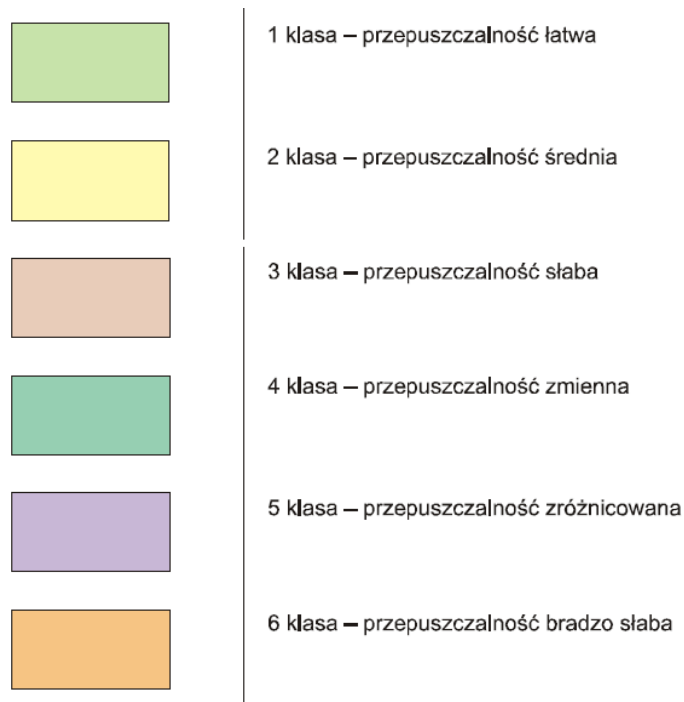 1 klasa – przepuszczalność łatwa
2 klasa – przepuszczalność średnia
3 klasa – przepuszczalność słaba
4 klasa – przepuszczalność zmienna
5 klasa – przepuszczalność zróżnicowana
6 klasa – przepuszczalność bradzo słaba